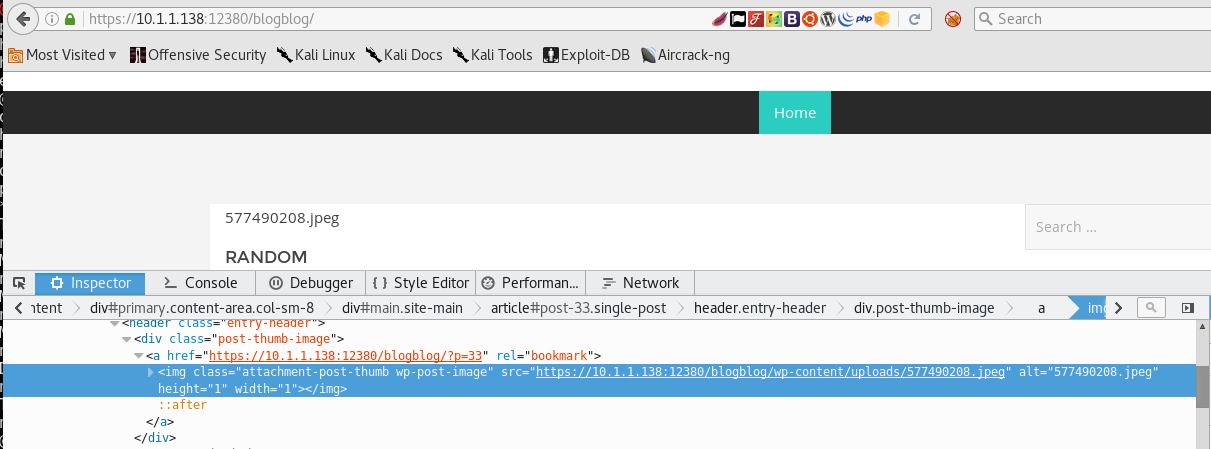 https://10.1.1.138:12380/blogblog/
php
Search
Most Visited
Offensive Security
Kali Linux
Kali Docs
Kali Tools
Exploit-DB
Aircrack-ng
Home
577490208.jpeg
Search ...
RANDOM
Inspector
Console
Debugger
{ } Style Editor
Performan...
Network
ntent
div#primary.content-area.col-sm-8
div#main.site-main
article#post-33.single-post
header.entry-header
div.post-thumb-image
a
img
<header class="entry-header">
<div class="post-thumb-image">
<a href="https://10.1.1.138:12380/blogblog/?p=33" rel="bookmark">
<img class="attachment-post-thumb wp-post-image" src="https://10.1.1.138:12380/blogblog/wp-content/uploads/577490208.jpeg" alt="577490208.jpeg"
height="1" width="1"></img>
::after
</a>
</div>